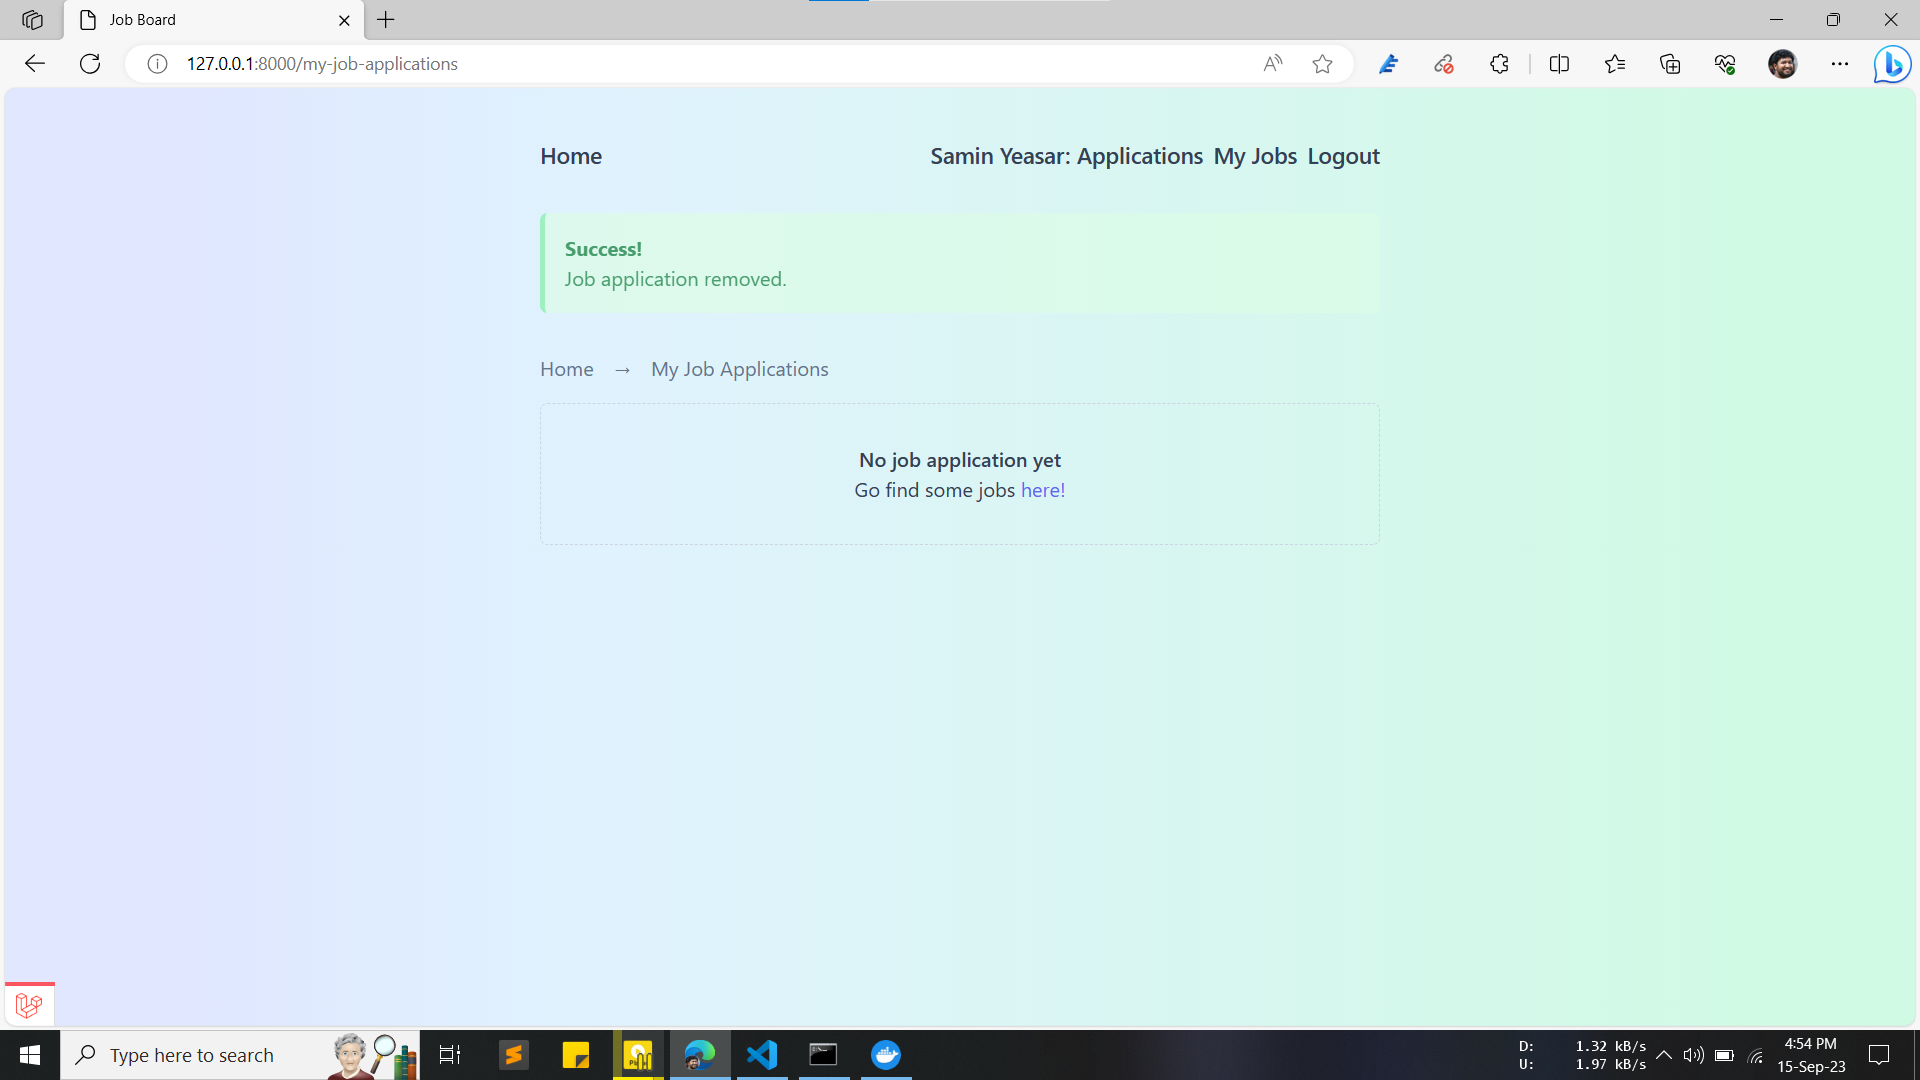 Job Board
127.0.0.1:8000/my-job-applications
Home
Samin Yeasar: Applications My Jobs Logout
Success!
Job application removed.
Home → My Job Applications
No job application yet
Go find some jobs here!
Type here to search
D: 1.32 kB/s
U: 1.97 kB/s
4:54 PM
15-Sep-23